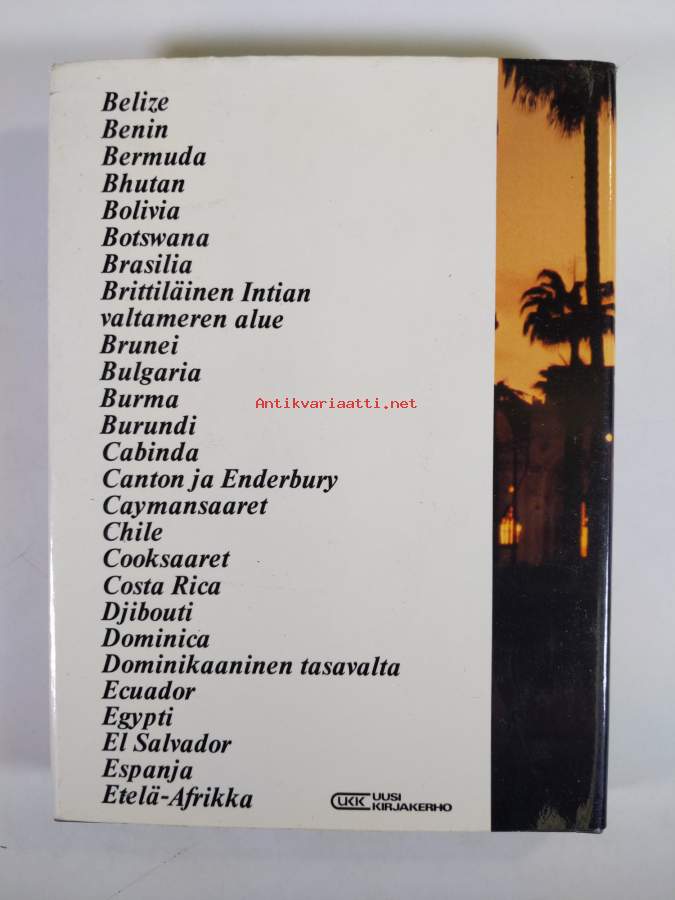 Belize
Benin
Bermuda
Bhutan
Bolivia
Botswana
Brasilia
Brittiläinen Intian
valtameren alue
Brunei
Bulgaria
Burma
Antikvariaatti.net
Burundi
Cabinda
Canton ja Enderbury
Caymansaaret
Chile
Cooksaaret
Costa Rica
Djibouti
Dominica
Dominikaaninen tasavalta
Ecuador
Egypti
El Salvador
Espanja
Etelä-Afrikka
UKK UUSI
KIRJAKERHO